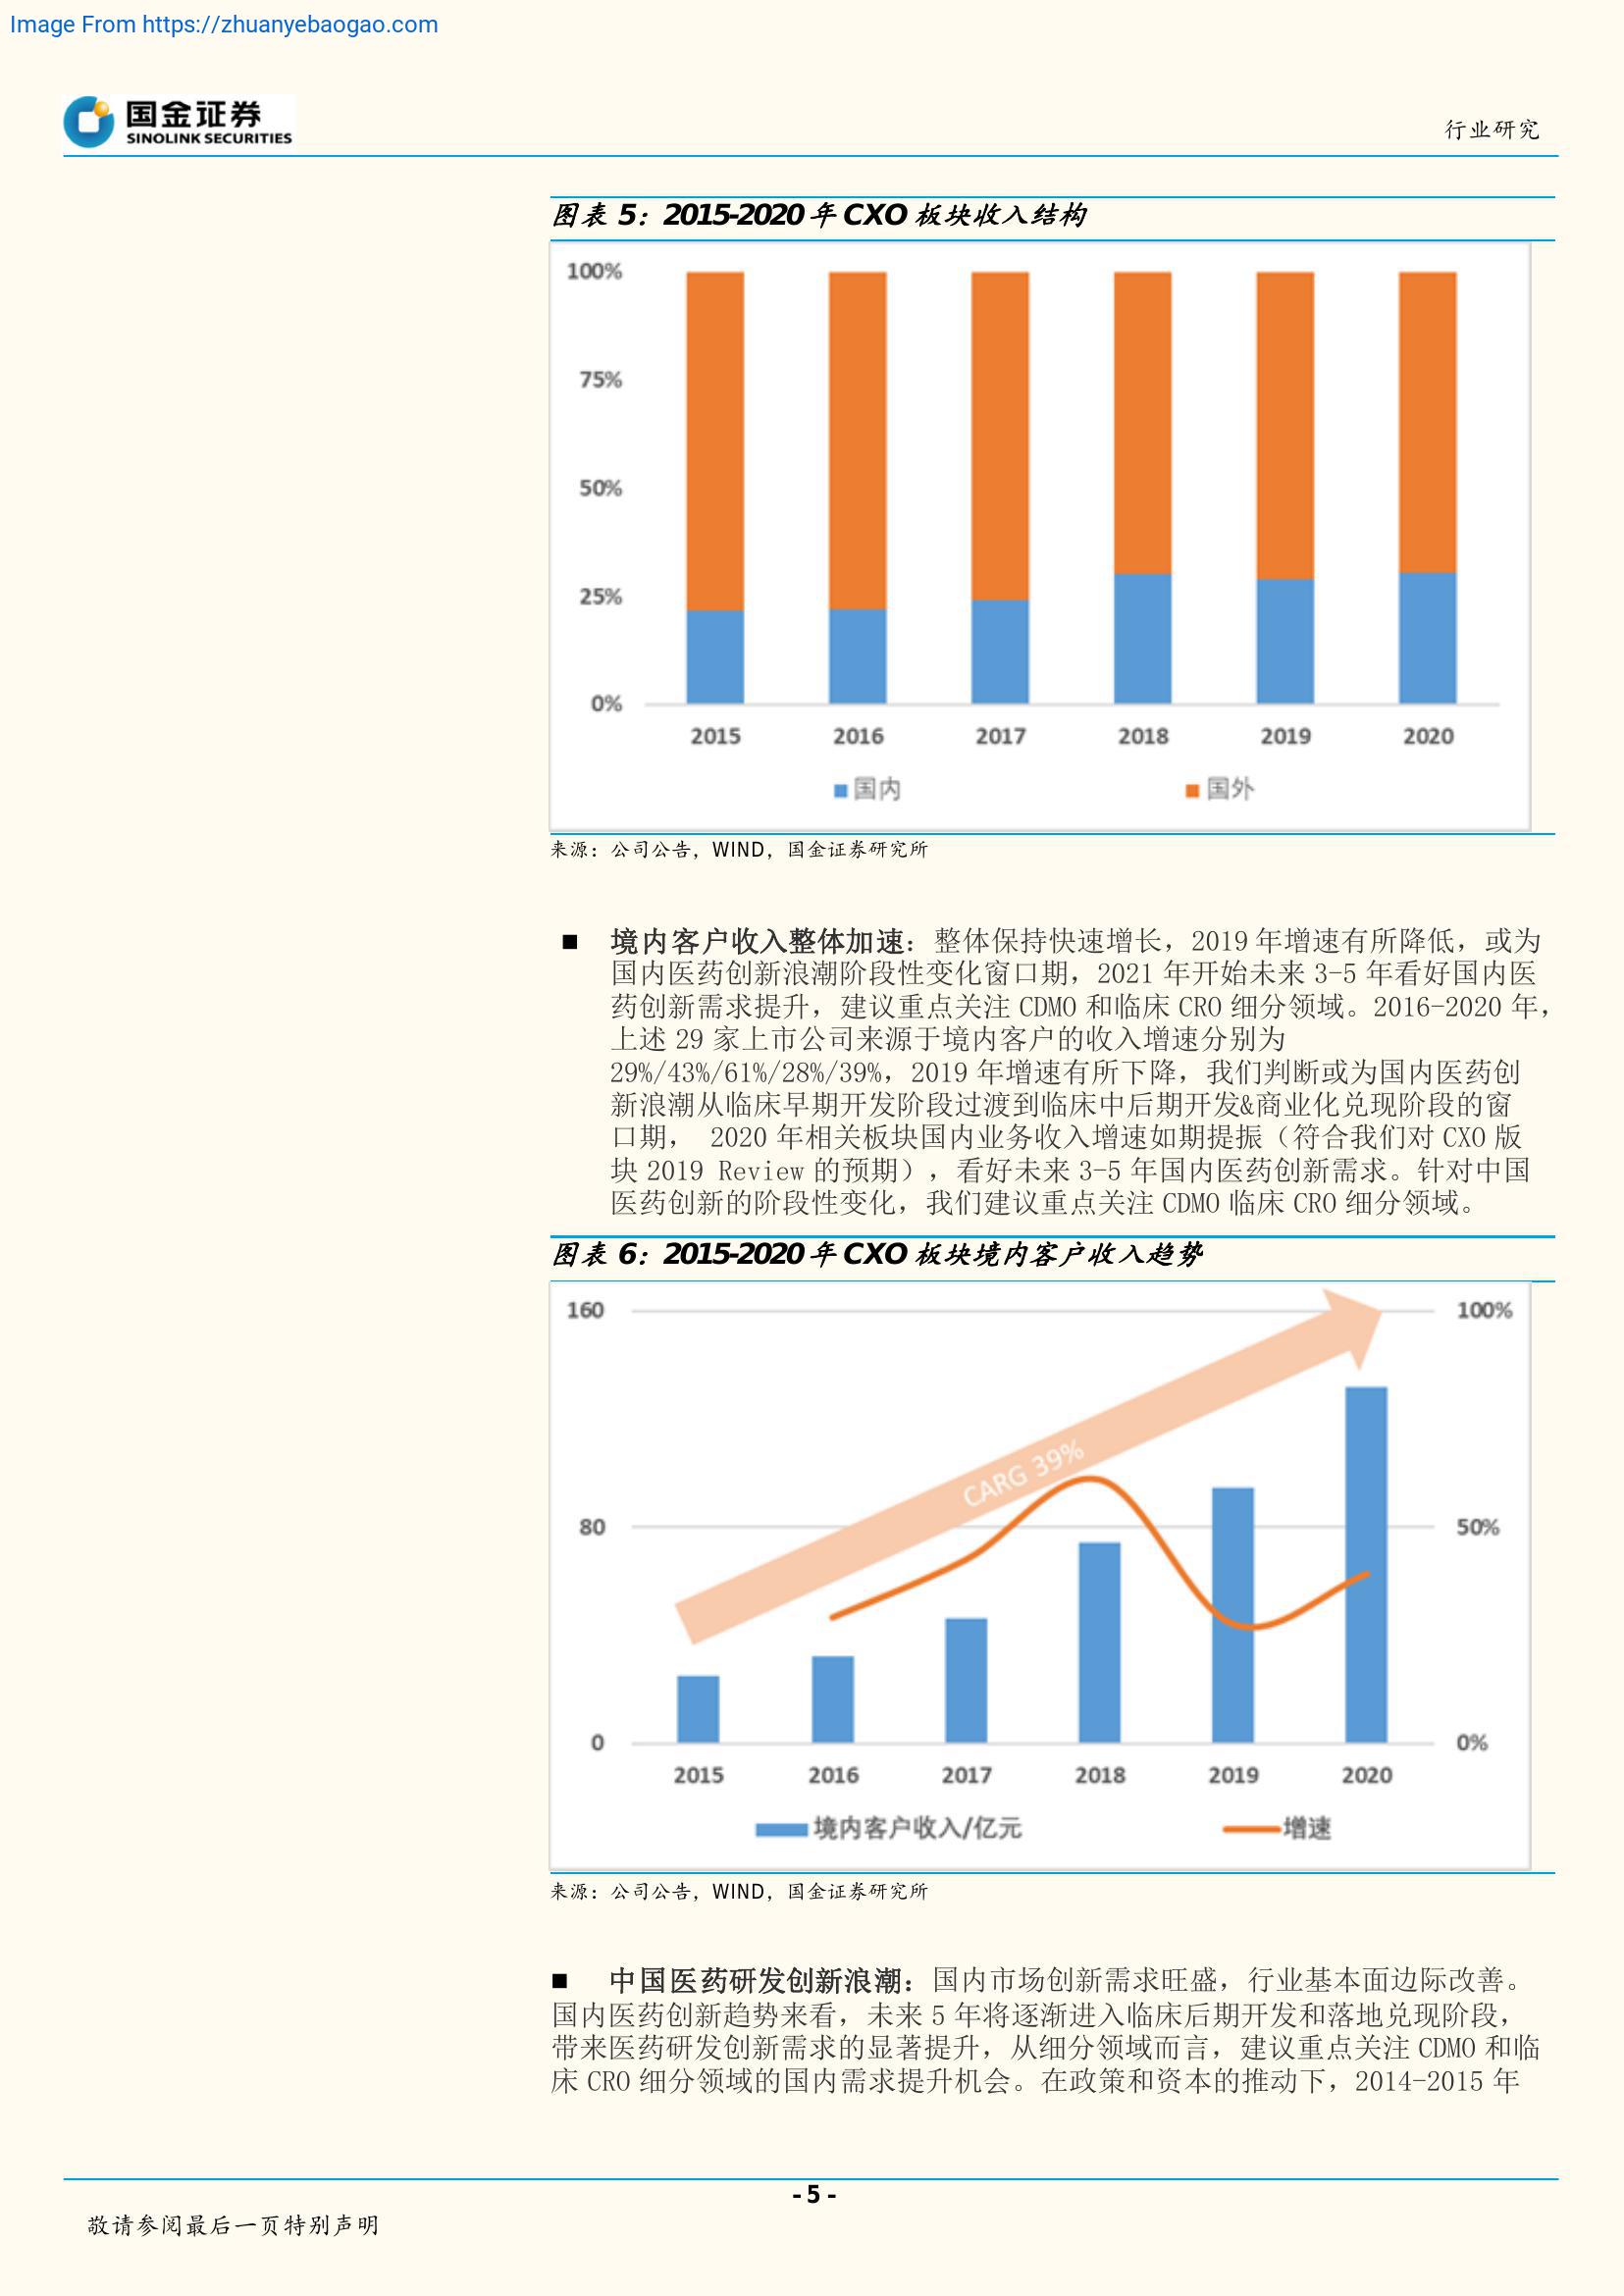 Image From https://zhuanyebaogao.com
国金证券
SINOLINK SECURITIES
行业研究
图表 5：2015-2020 年 CXO 板块收入结构
100%
75%
50%
25%
0%
2015 2016 2017 2018 2019 2020
国内 国外
来源：公司公告，WIND，国金证券研究所
■ 境内客户收入整体加速：整体保持快速增长，2019 年增速有所降低，或为
国内医药创新浪潮阶段性变化窗口期，2021 年开始未来 3-5 年看好国内医
药创新需求提升，建议重点关注 CDMO 和临床 CRO 细分领域。2016-2020 年，
上述 29 家上市公司来源于境内客户的收入增速分别为
29%/43%/61%/28%/39%，2019 年增速有所下降，我们判断或为国内医药创
新浪潮从临床早期开发阶段过渡到临床中后期开发&商业化兑现阶段的窗
口期， 2020 年相关板块国内业务收入增速如期提振（符合我们对 CXO 版
块 2019 Review 的预期），看好未来 3-5 年国内医药创新需求。针对中国
医药创新的阶段性变化，我们建议重点关注 CDMO 临床 CRO 细分领域。
图表 6：2015-2020 年 CXO 板块境内客户收入趋势
160 100%
CARG 39%
80 50%
0 0%
2015 2016 2017 2018 2019 2020
境内客户收入/亿元 增速
来源：公司公告，WIND，国金证券研究所
■ 中国医药研发创新浪潮：国内市场创新需求旺盛，行业基本面边际改善。
国内医药创新趋势来看，未来 5 年将逐渐进入临床后期开发和落地兑现阶段，
带来医药研发创新需求的显著提升，从细分领域而言，建议重点关注 CDMO 和临
床 CRO 细分领域的国内需求提升机会。在政策和资本的推动下，2014-2015 年
- 5 -
敬请参阅最后一页特别声明